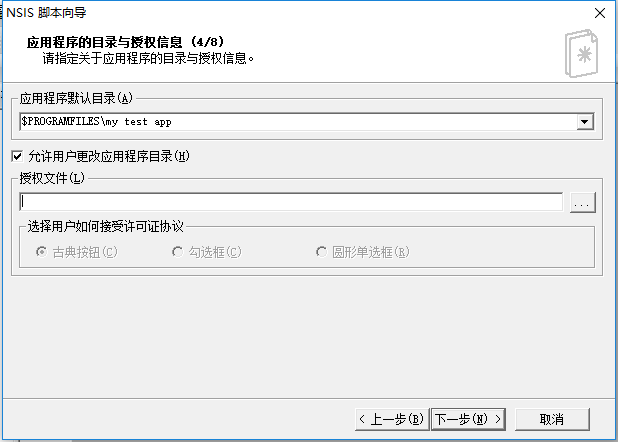 NSIS 脚本向导
应用程序的目录与授权信息 (4/8)
请指定关于应用程序的目录与授权信息。
应用程序默认目录(A)
$PROGRAMFILES\my test app
允许用户更改应用程序目录(H)
授权文件(L)
...
选择用户如何接受许可证协议
古典按钮(C) 勾选框(C) 圆形单选框(R)
< 上一步(B) 下一步(N) > 取消